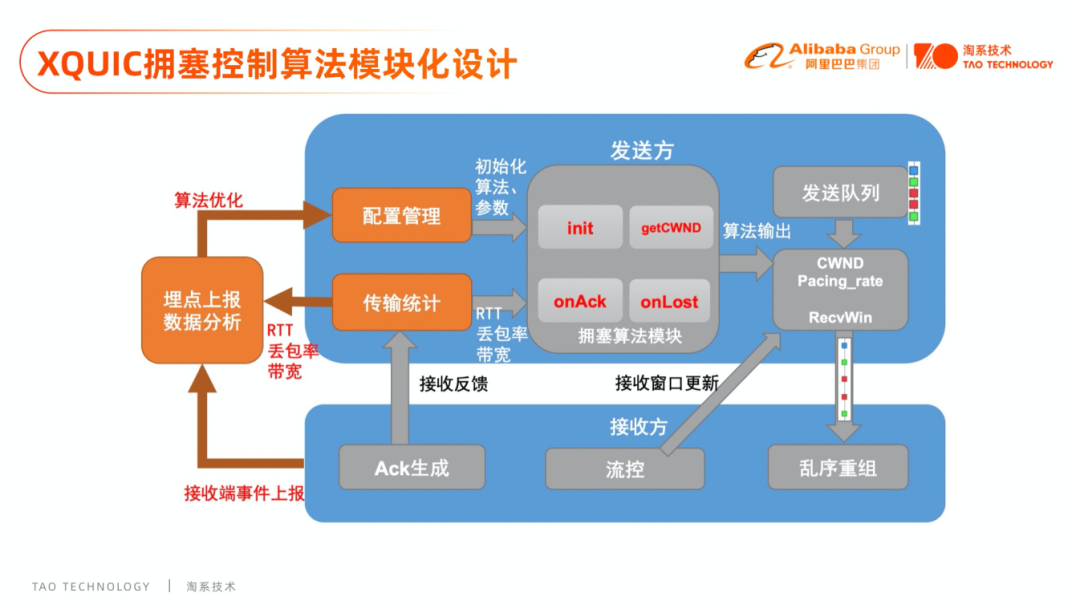 XQUIC拥塞控制算法模块化设计
Alibaba Group
阿里巴巴集团
淘系技术
TAO TECHNOLOGY
发送方
算法优化
配置管理
初始化
算法、
参数
init
getCWND
onAck
onLost
拥塞算法模块
算法输出
发送队列
CWND
Pacing_rate
RecvWin
埋点上报
数据分析
传输统计
RTT
丢包率
带宽
RTT
丢包率
带宽
接收反馈
接收窗口更新
接收方
Ack生成
流控
乱序重组
接收端事件上报
TAO TECHNOLOGY | 淘系技术